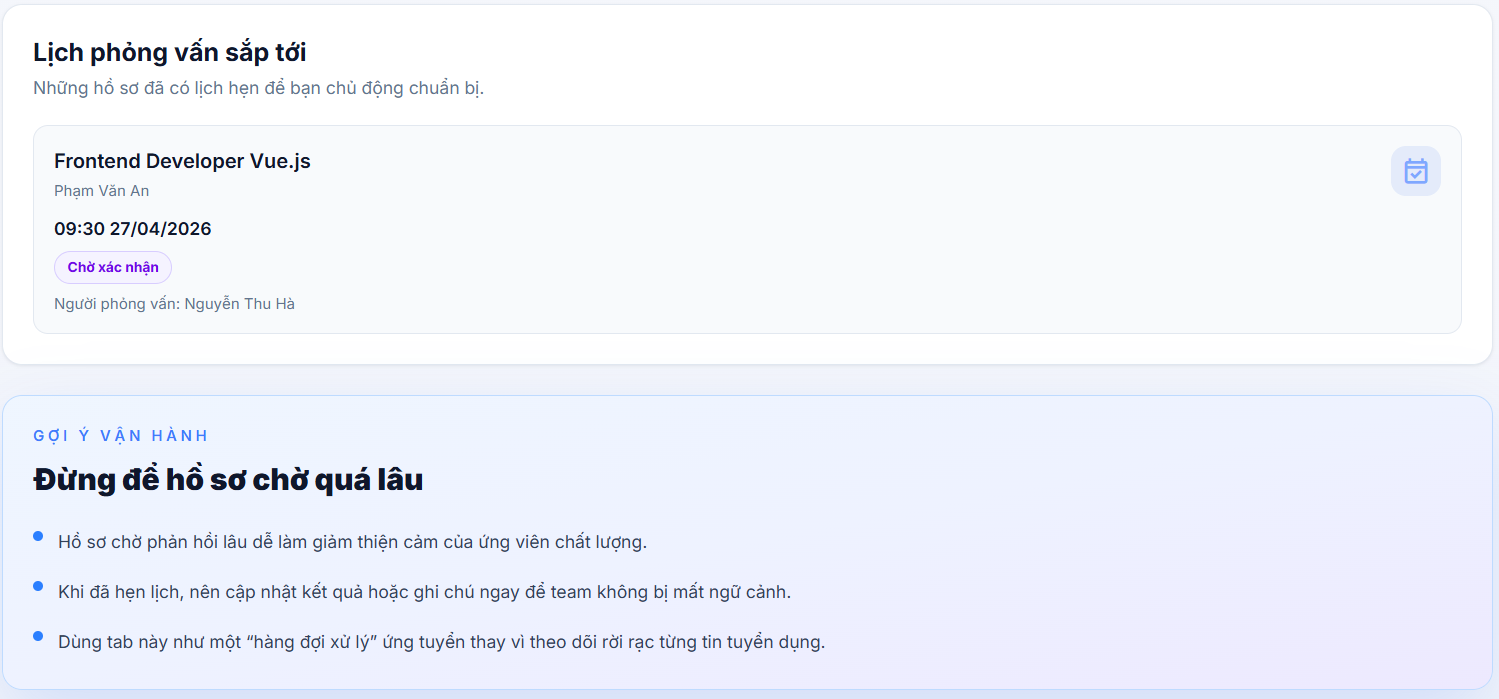 Lịch phỏng vấn sắp tới
Những hồ sơ đã có lịch hẹn để bạn chủ động chuẩn bị.
Frontend Developer Vue.js
Phạm Văn An
09:30 27/04/2026
Chờ xác nhận
Người phỏng vấn: Nguyễn Thu Hà
GỢI Ý VẬN HÀNH
Đừng để hồ sơ chờ quá lâu
Hồ sơ chờ phản hồi lâu dễ làm giảm thiện cảm của ứng viên chất lượng.
Khi đã hẹn lịch, nên cập nhật kết quả hoặc ghi chú ngay để team không bị mất ngữ cảnh.
Dùng tab này như một “hàng đợi xử lý” ứng tuyển thay vì theo dõi rời rạc từng tin tuyển dụng.